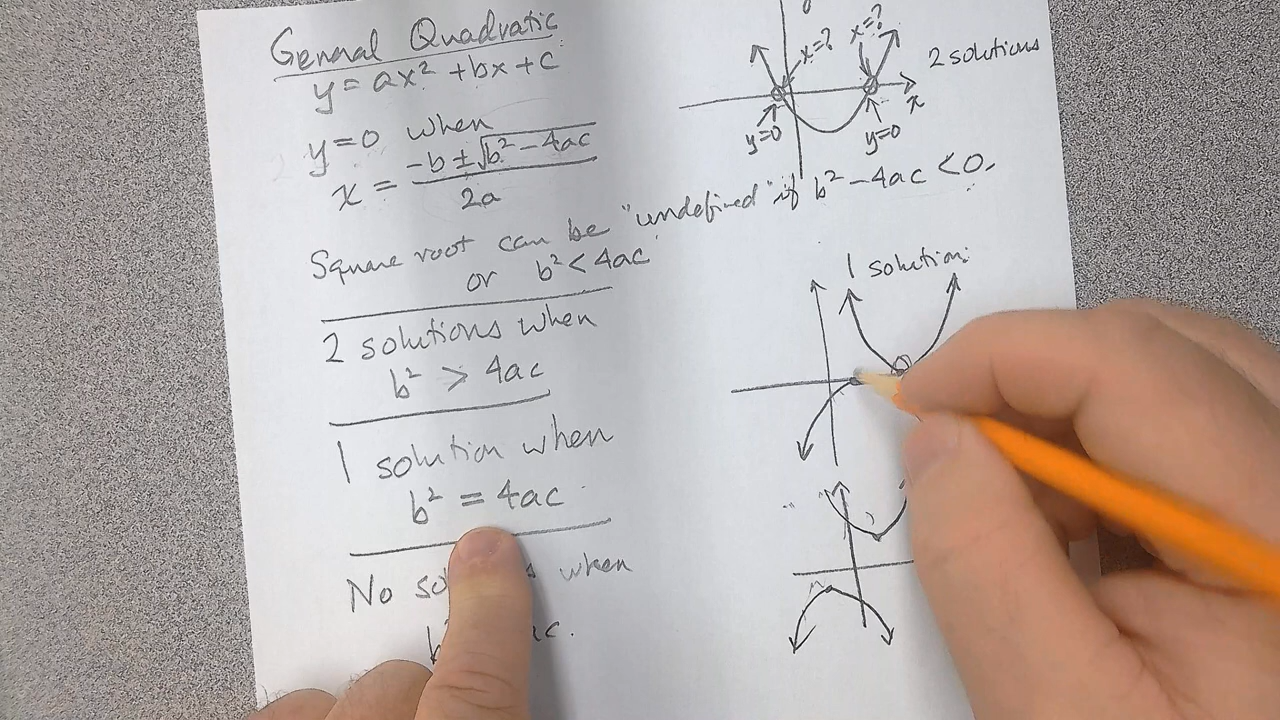 General Quadratic:
y = ax² + bx + c
y=0 when
x = -b ± √b² - 4ac
2a
Square root can be "undefined" if b² - 4ac < 0.
or b² < 4ac
2 solutions when
b² > 4ac
1 solution when
b² = 4ac
No when
c.
x=? x=?
2 solutions
x
y=0 y=0
1 solution: